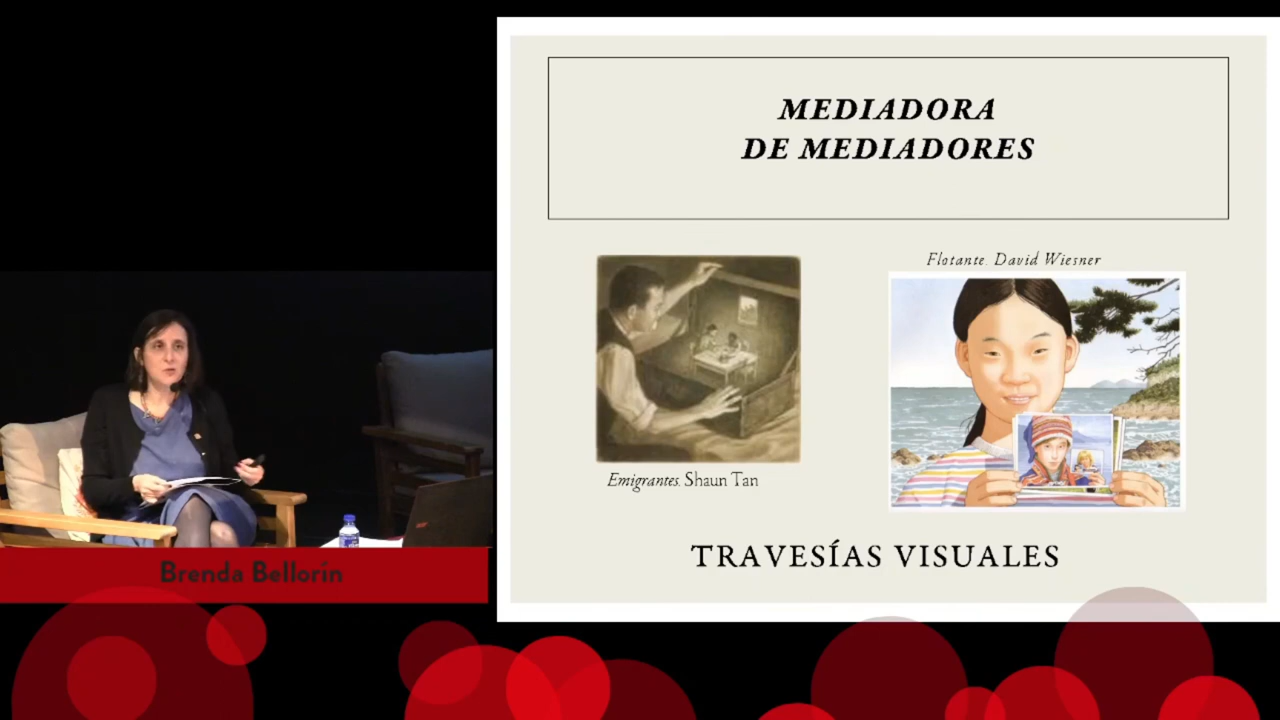 MEDIADORA
DE MEDIADORES
Flotante. David Wiesner
Emigrantes. Shaun Tan
TRAVESÍAS VISUALES
Brenda Bellorín